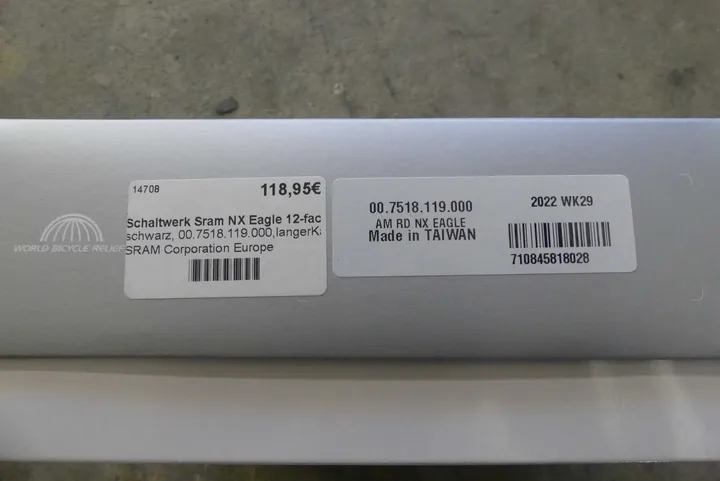 14708
118,95€
Schaltwerk Sram NX Eagle 12-fac
schwarz, 00.7518.119.000,langerKa
SRAM Corporation Europe
WORLD BICYCLE RELIEF
00.7518.119.000
AM RD NX EAGLE
Made in TAIWAN
2022 WK29
710845818028